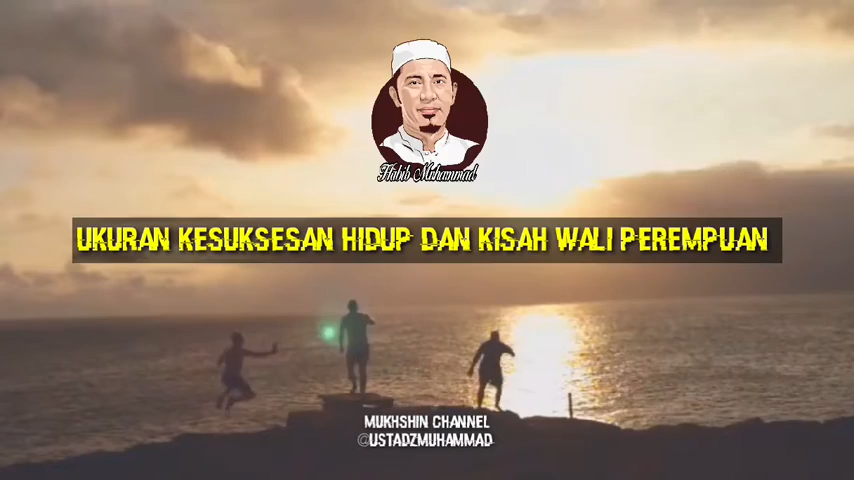 Habib Muhammad
UKURAN KESUKSESAN HIDUP DAN KISAH WALI PEREMPUAN
MUKHSHIN CHANNEL
@USTADZMUHAMMAD